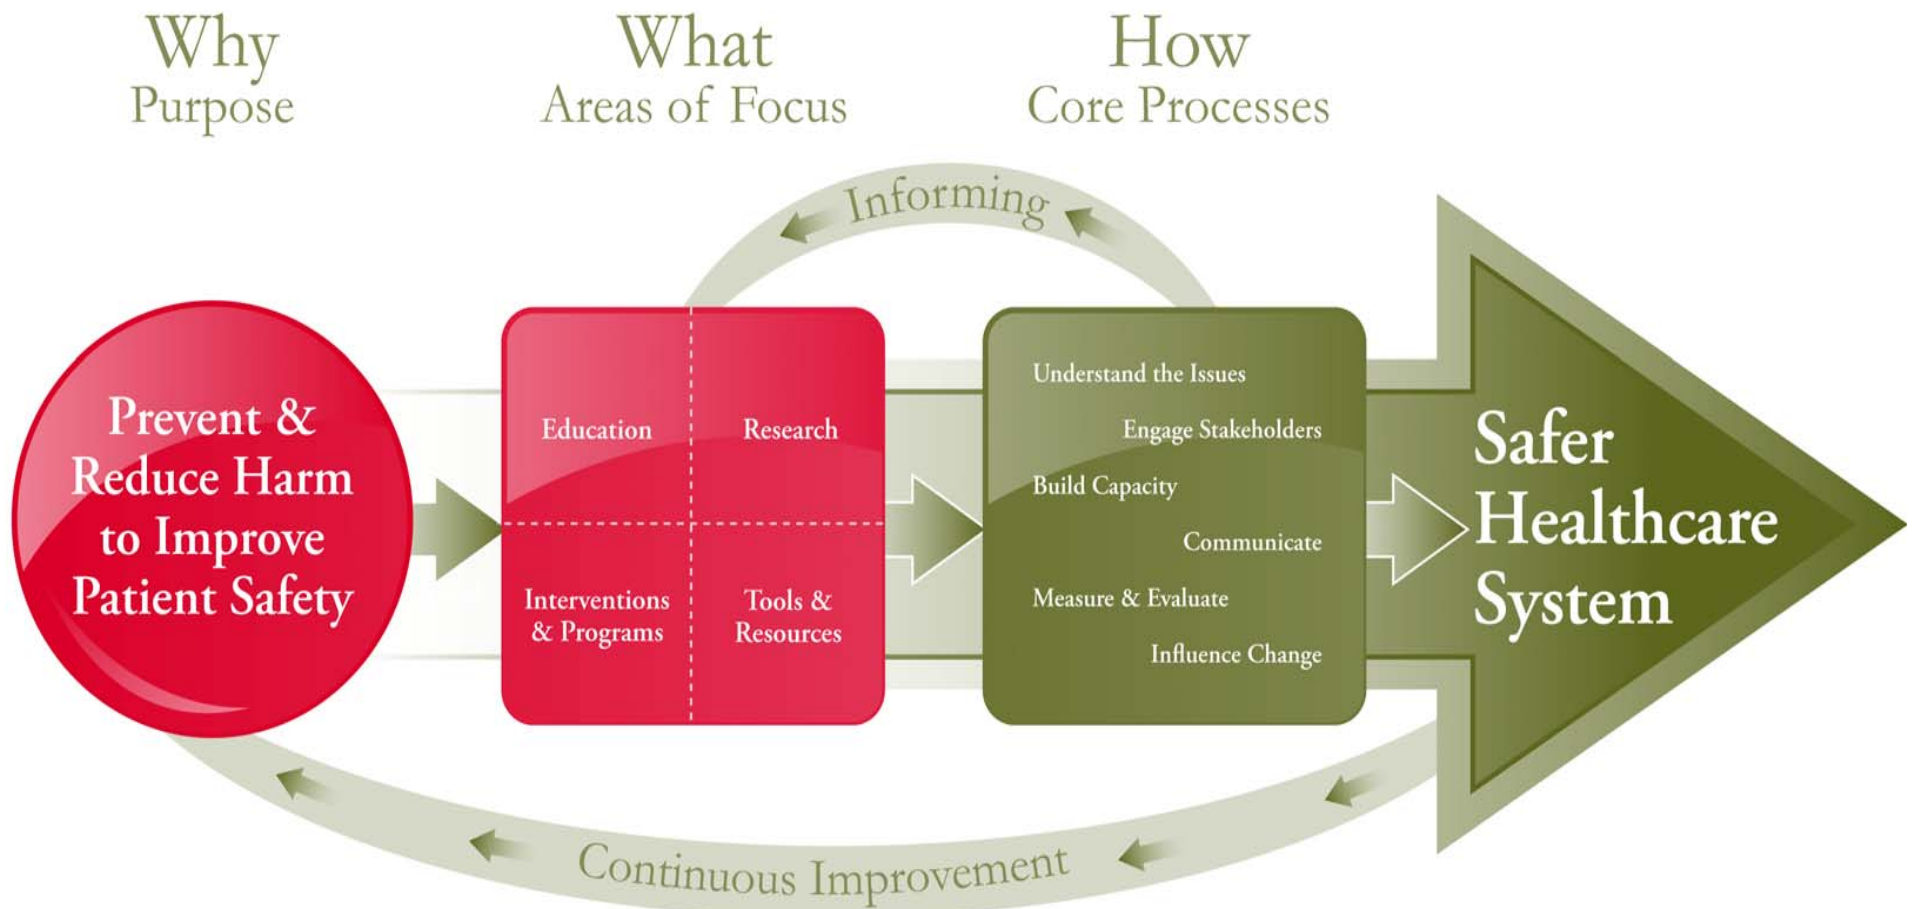 Why
Purpose
What
Areas of Focus
How
Core Processes
Informing
Prevent &
Reduce Harm
to Improve
Patient Safety
Education
Research
Interventions
& Programs
Tools &
Resources
Understand the Issues
Engage Stakeholders
Build Capacity
Communicate
Measure & Evaluate
Influence Change
Safer
Healthcare
System
Continuous Improvement